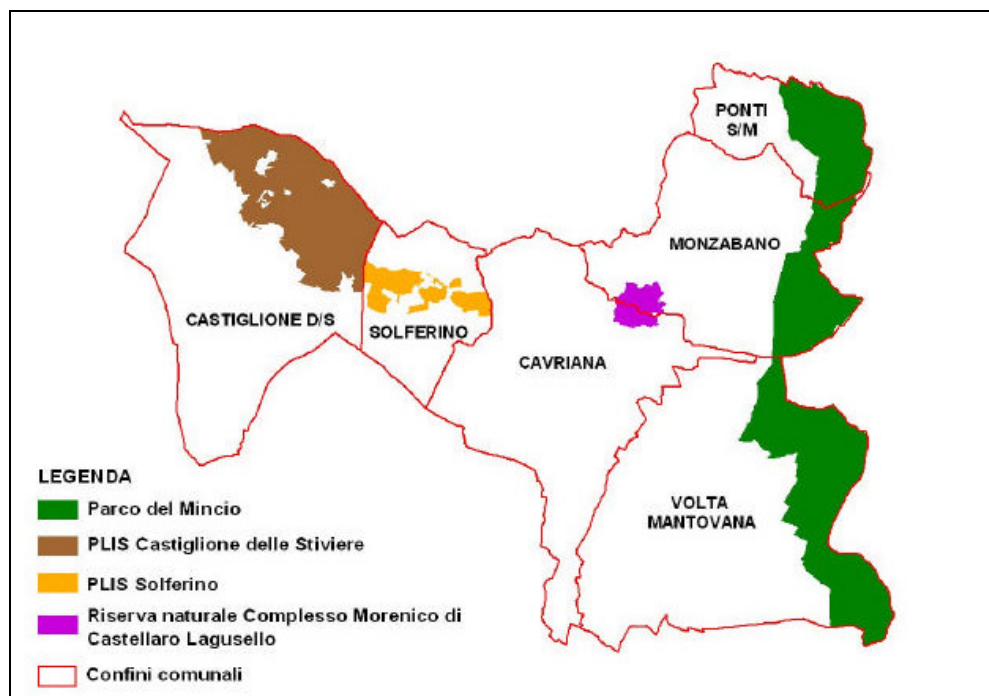 PONTI
S/M
MONZABANO
CASTIGLIONE D/S
SOLFERINO
CAVRIANA
VOLTA
MANTOVANA
LEGENDA
Parco del Mincio
PLIS Castiglione delle Stiviere
PLIS Solferino
Riserva naturale Complesso Morenico di
Castellaro Lagusello
Confini comunali